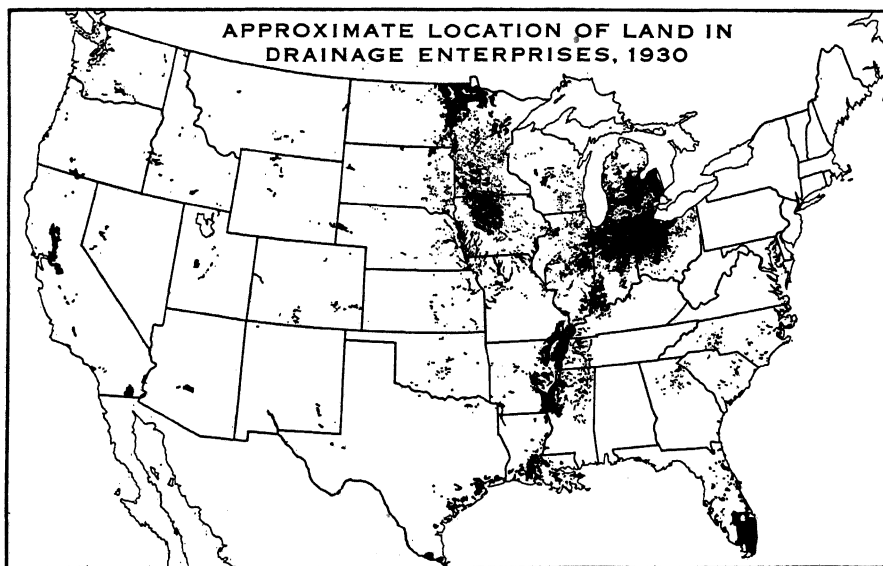 APPROXIMATE LOCATION OF LAND IN
DRAINAGE ENTERPRISES, 1930